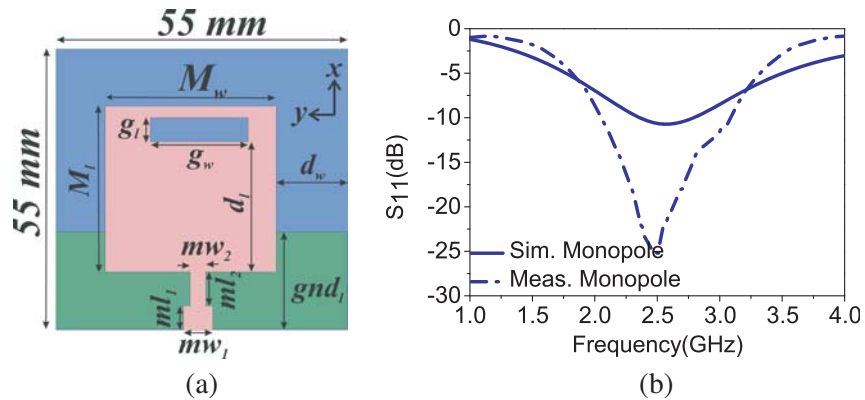 55 mm
55 mm
M_w
x
y
g_l
g_w
M_l
d_l
d_w
mw_2
ml_2
gnd_l
ml_1
mw_1
(a)
S_11(dB)
0
-5
-10
-15
-20
-25
-30
Sim. Monopole
Meas. Monopole
1.0 1.5 2.0 2.5 3.0 3.5 4.0
Frequency(GHz)
(b)